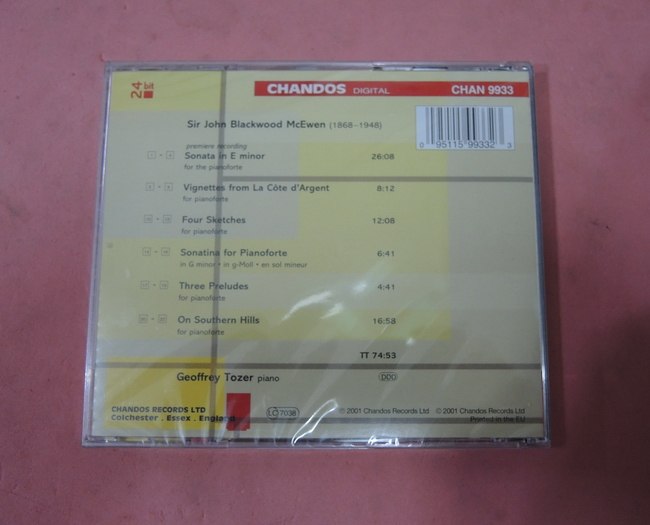 24 bit
CHANDOS DIGITAL CHAN 9933
Sir John Blackwood McEwen (1868–1948)
0 95115 99332 3
premiere recording
Sonata in E minor 26:08
for the pianoforte
Vignettes from La Côte d'Argent 8:12
for pianoforte
Four Sketches 12:08
for pianoforte
Sonatina for Pianoforte 6:41
in G minor • in g-Moll • en sol mineur
Three Preludes 4:41
for pianoforte
On Southern Hills 16:58
for pianoforte
TT 74:53
Geoffrey Tozer piano DDD
CHANDOS RECORDS LTD
Colchester . Essex . England
LC 7038
℗ 2001 Chandos Records Ltd © 2001 Chandos Records Ltd
Printed in the EU